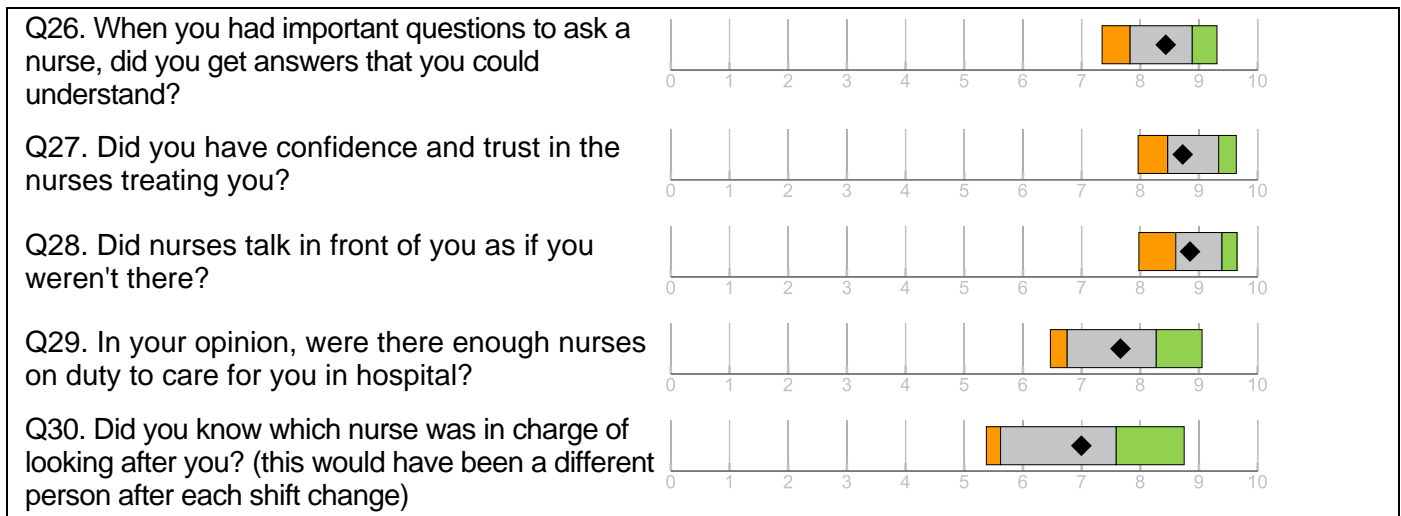 Q26. When you had important questions to ask a
nurse, did you get answers that you could
understand?
0 1 2 3 4 5 6 7 8 9 10
Q27. Did you have confidence and trust in the
nurses treating you?
0 1 2 3 4 5 6 7 8 9 10
Q28. Did nurses talk in front of you as if you
weren't there?
0 1 2 3 4 5 6 7 8 9 10
Q29. In your opinion, were there enough nurses
on duty to care for you in hospital?
0 1 2 3 4 5 6 7 8 9 10
Q30. Did you know which nurse was in charge of
looking after you? (this would have been a different
person after each shift change)
0 1 2 3 4 5 6 7 8 9 10